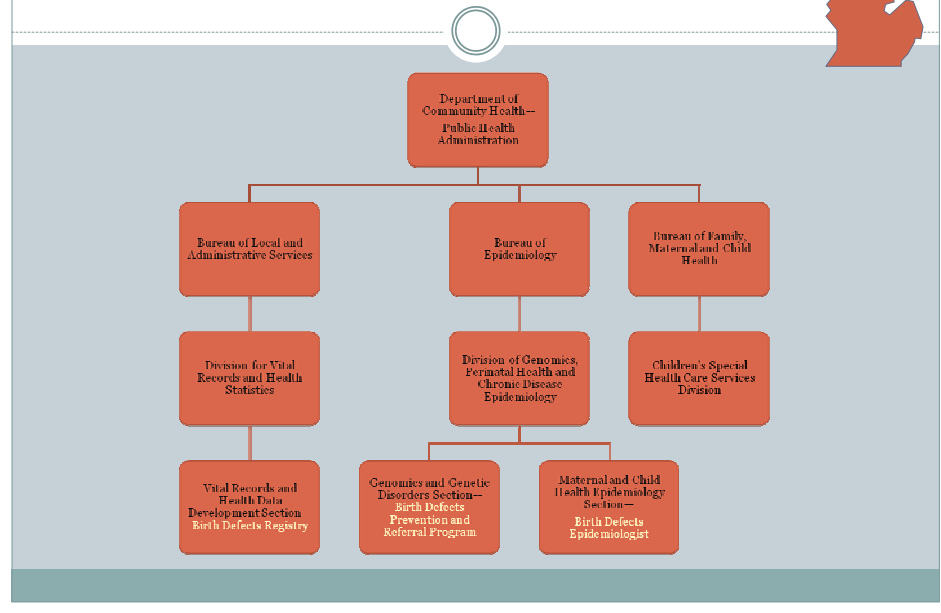 Department of
Community Health—
Public Health
Administration
Bureau of Local and
Administrative Services
Bureau of
Epidemiology
Bureau of Family,
Maternal and Child
Health
Division for Vital
Records and Health
Statistics
Division of Genomics,
Perinatal Health and
Chronic Disease
Epidemiology
Children's Special
Health Care Services
Division
Vital Records and
Health Data
Development Section
Birth Defects Registry
Genomics and Genetic
Disorders Section—
Birth Defects
Prevention and
Referral Program
Maternal and Child
Health Epidemiology
Section—
Birth Defects
Epidemiologist